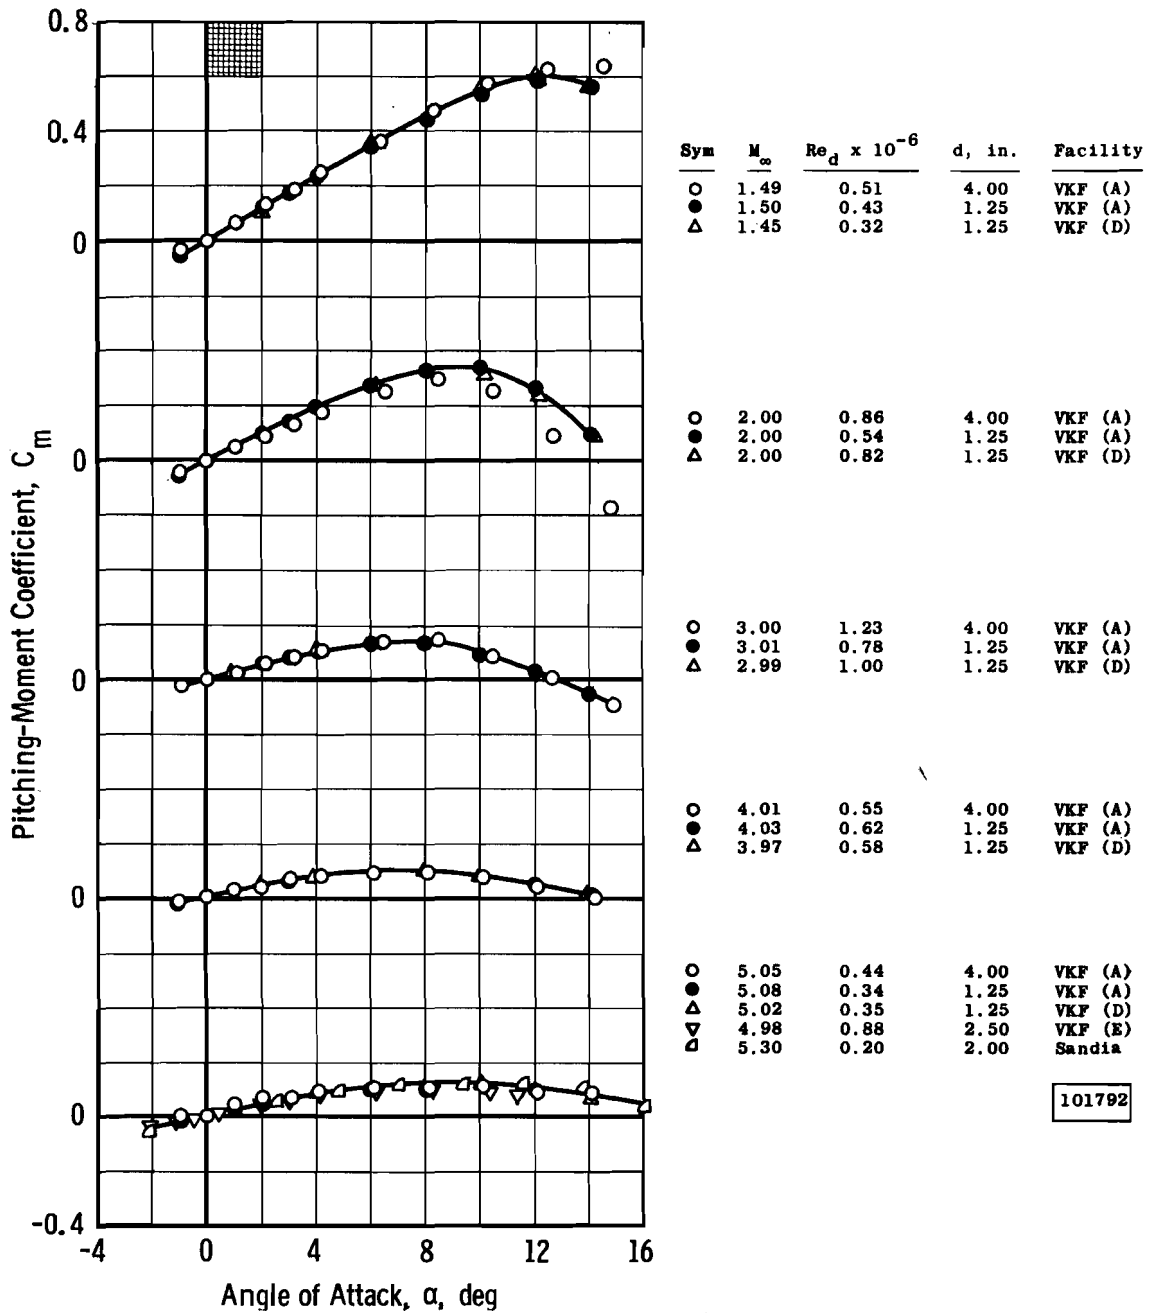 0.8
0.4
0
0
0
0
0
-0.4
-4 0 4 8 12 16
Pitching-Moment Coefficient, Cm
Angle of Attack, α, deg
Sym M∞ Re_d x 10^-6 d, in. Facility
○ 1.49 0.51 4.00 VKF (A)
● 1.50 0.43 1.25 VKF (A)
△ 1.45 0.32 1.25 VKF (D)
○ 2.00 0.86 4.00 VKF (A)
● 2.00 0.54 1.25 VKF (A)
△ 2.00 0.82 1.25 VKF (D)
○ 3.00 1.23 4.00 VKF (A)
● 3.01 0.78 1.25 VKF (A)
△ 2.99 1.00 1.25 VKF (D)
○ 4.01 0.55 4.00 VKF (A)
● 4.03 0.62 1.25 VKF (A)
△ 3.97 0.58 1.25 VKF (D)
○ 5.05 0.44 4.00 VKF (A)
● 5.08 0.34 1.25 VKF (A)
△ 5.02 0.35 1.25 VKF (D)
▽ 4.98 0.88 2.50 VKF (E)
◿ 5.30 0.20 2.00 Sandia
101792